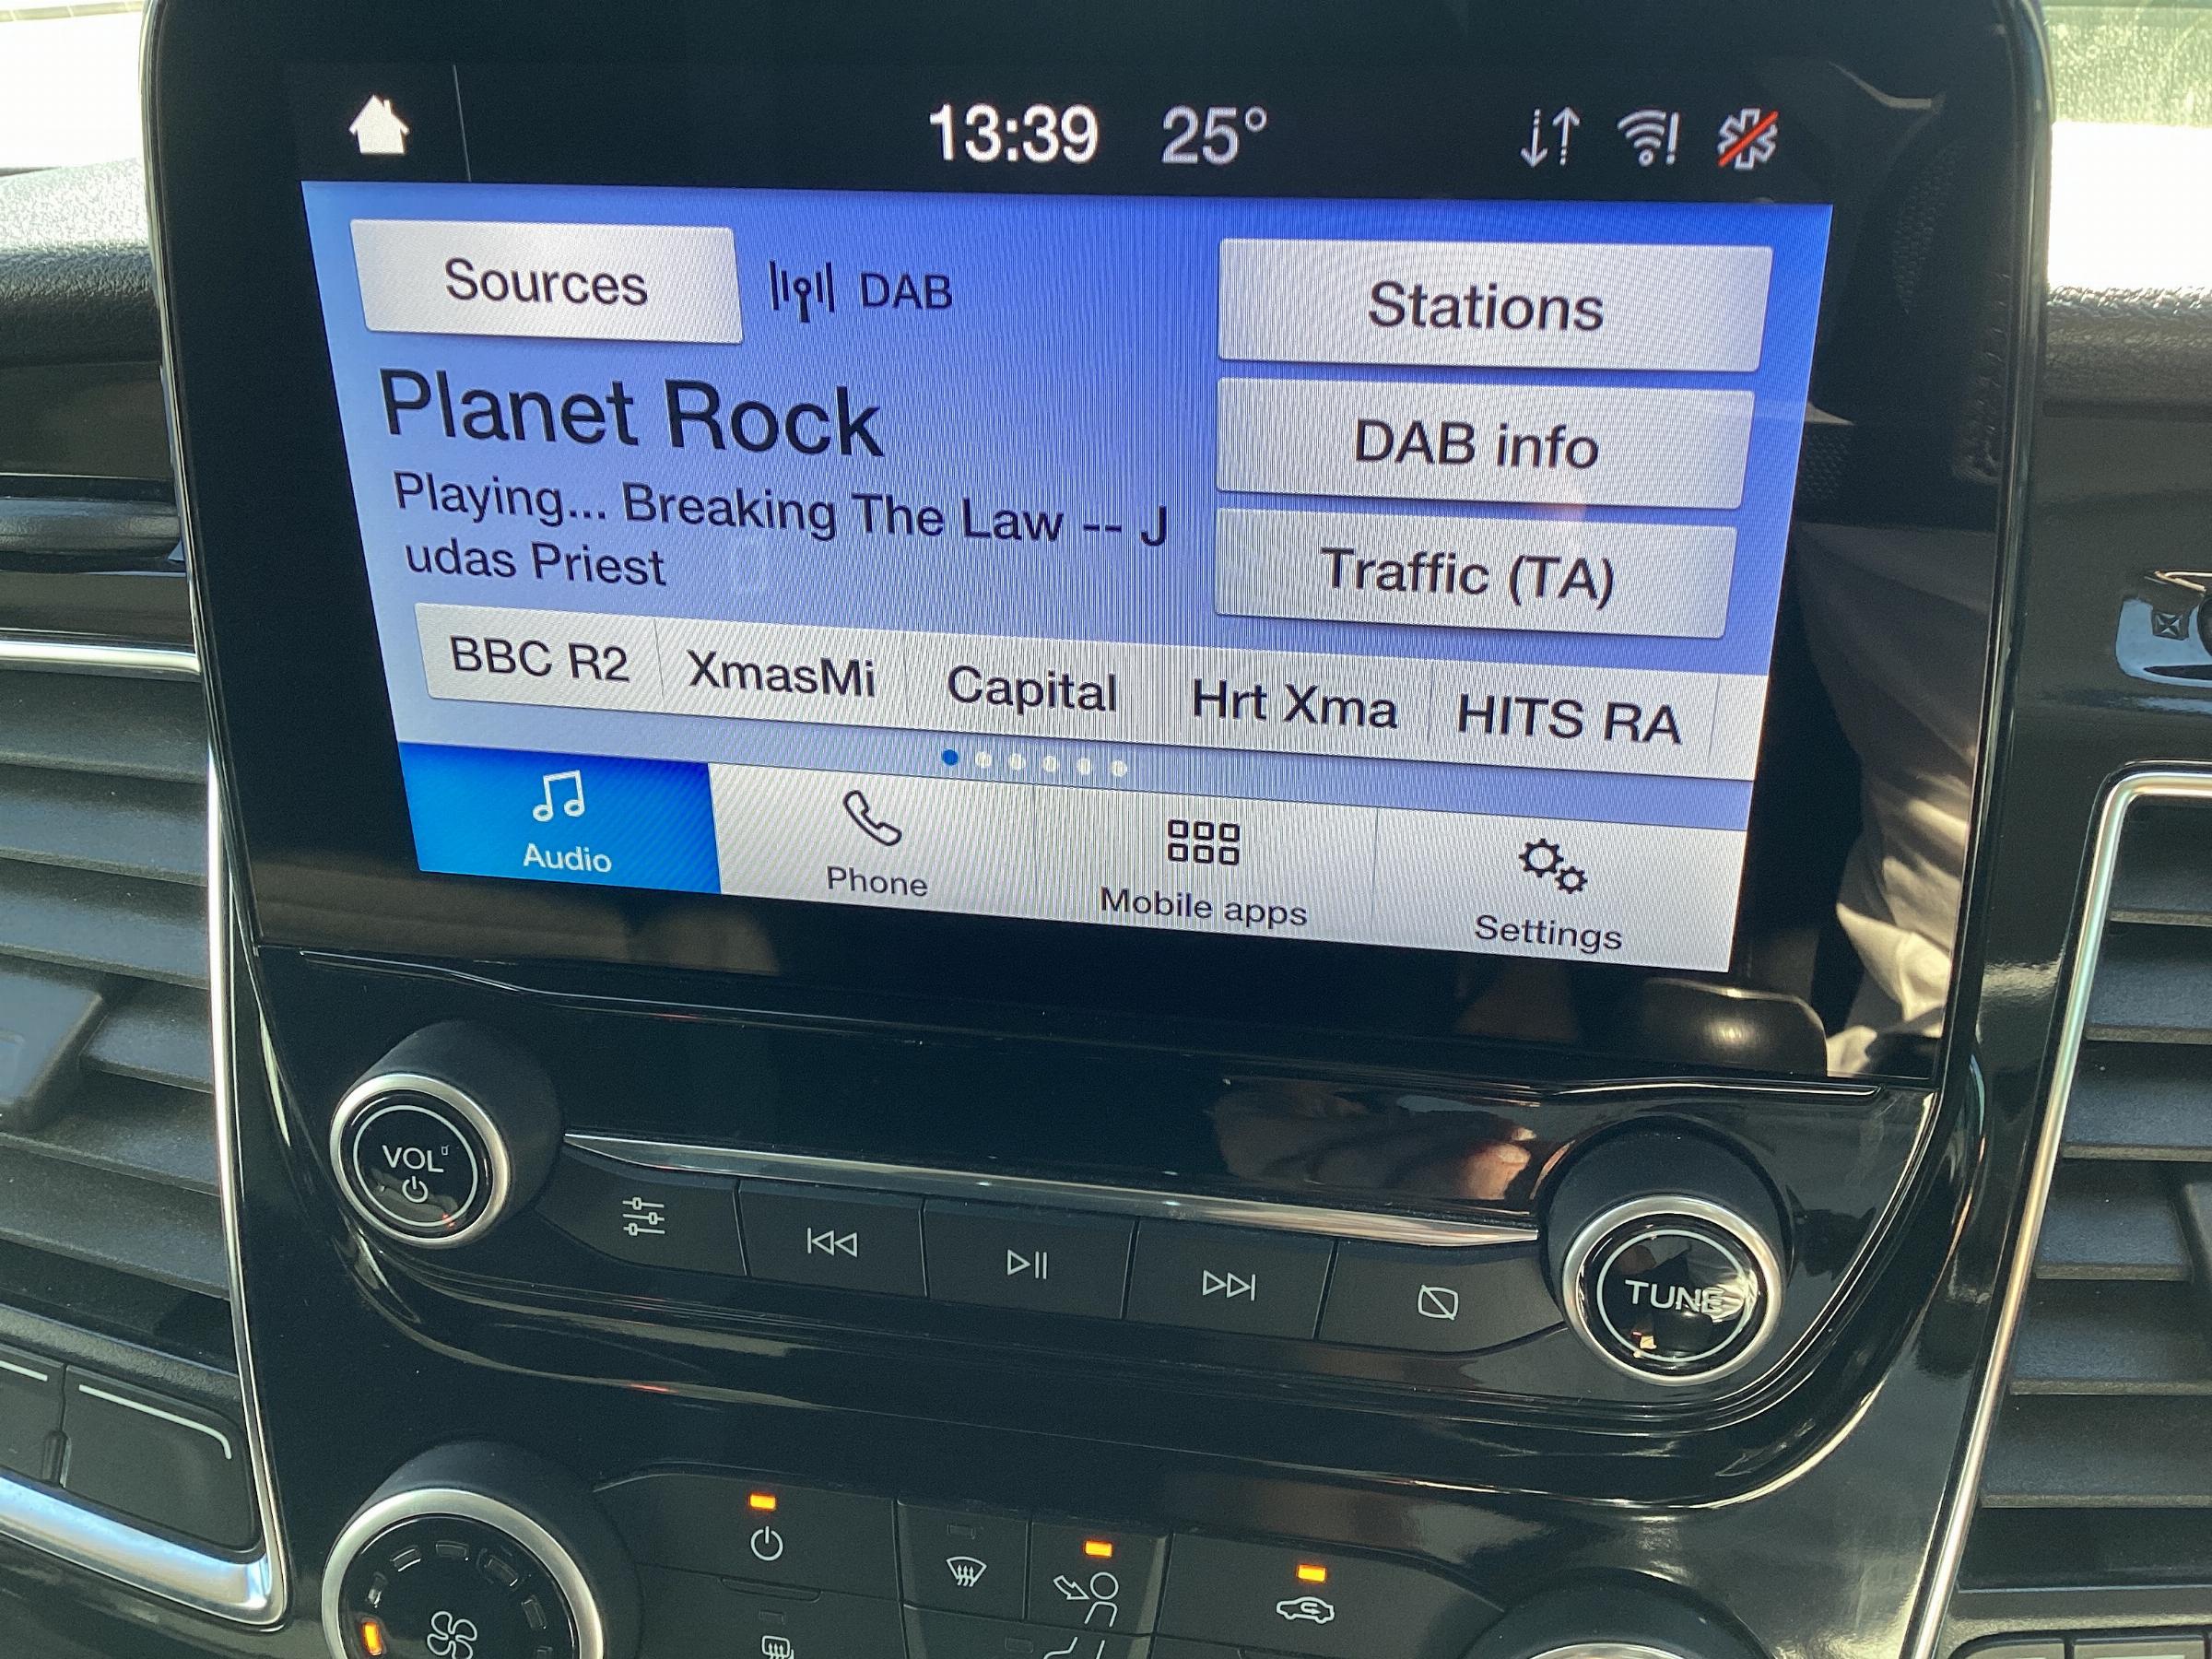 13:39 25°
Sources DAB Stations
Planet Rock
DAB info
Playing... Breaking The Law -- J
udas Priest
Traffic (TA)
BBC R2 XmasMi Capital Hrt Xma HITS RA
Audio Phone Mobile apps Settings
VOL
TUNE